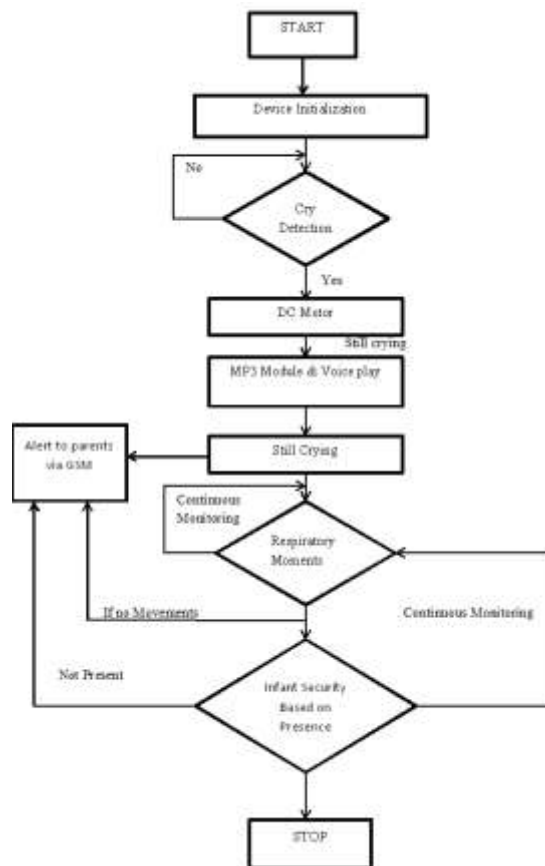 START
Device Initialization
No
Cry
Detection
Yes
DC Motor
Still crying
MP3 Module & Voice play
Alert to parents
via GSM
Still Crying
Continuous
Monitoring
Respiratory
Moments
If no Movements
Continuous Monitoring
Not Present
Infant Security
Based on
Presence
STOP